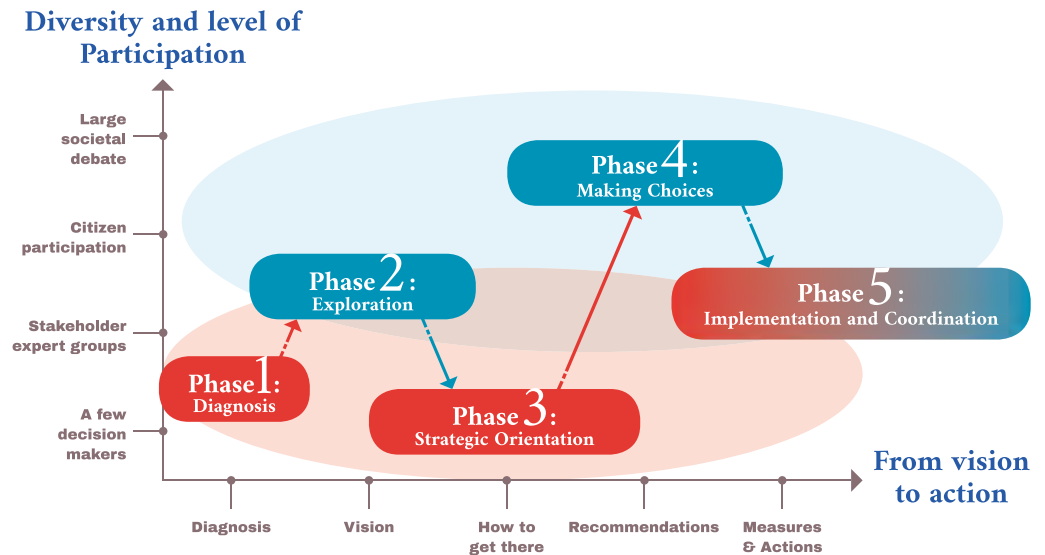 Diversity and level of
Participation
Large
societal
debate
Citizen
participation
Stakeholder
expert groups
A few
decision
makers
Phase 4:
Making Choices
Phase 2:
Exploration
Phase 5:
Implementation and Coordination
Phase 1:
Diagnosis
Phase 3:
Strategic Orientation
From vision
to action
Diagnosis
Vision
How to
get there
Recommendations
Measures
& Actions